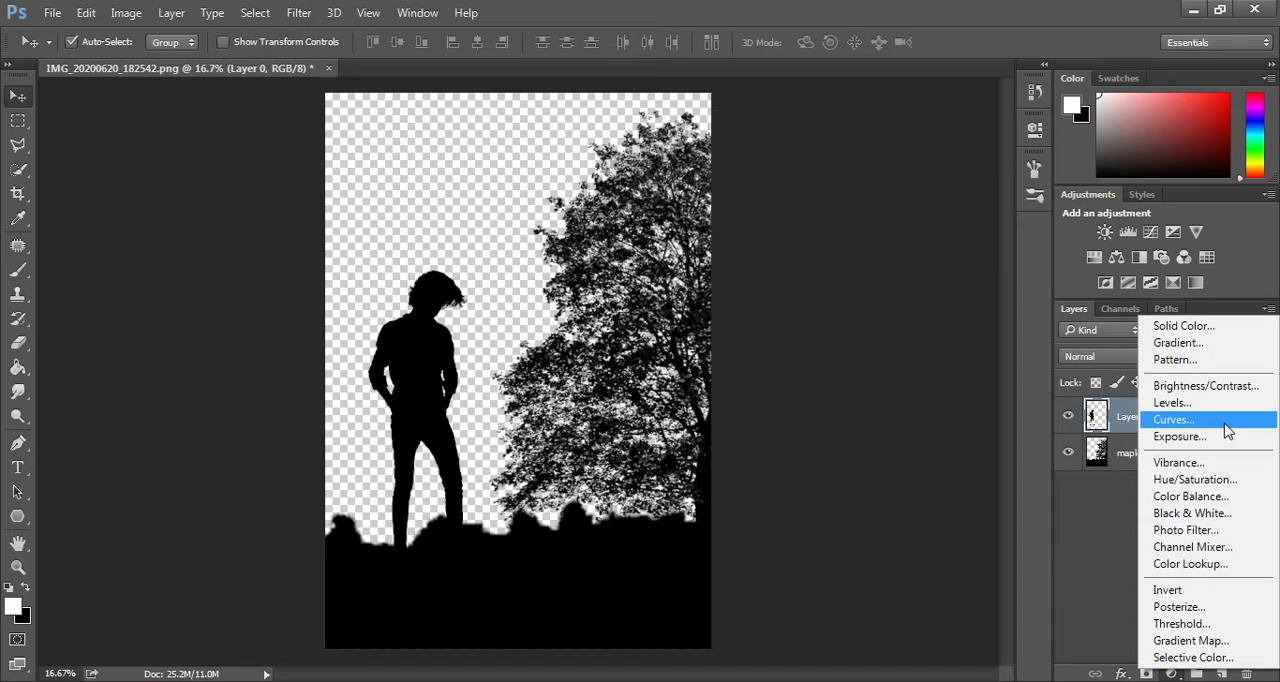 Ps File Edit Image Layer Type Select Filter 3D View Window Help
Auto-Select: Group Show Transform Controls 3D Mode: Essentials
IMG_20200620_182542.png @ 16.7% (Layer 0, RGB/8) * ×
Color Swatches
Adjustments Styles
Add an adjustment
Layers Channels Paths
Kind
Normal
Lock:
Solid Color...
Gradient...
Pattern...
Brightness/Contrast...
Levels...
Curves...
Exposure...
Vibrance...
Hue/Saturation...
Color Balance...
Black & White...
Photo Filter...
Channel Mixer...
Color Lookup...
Invert
Posterize...
Threshold...
Gradient Map...
Selective Color...
16.67% Doc: 25.2M/11.0M
fx